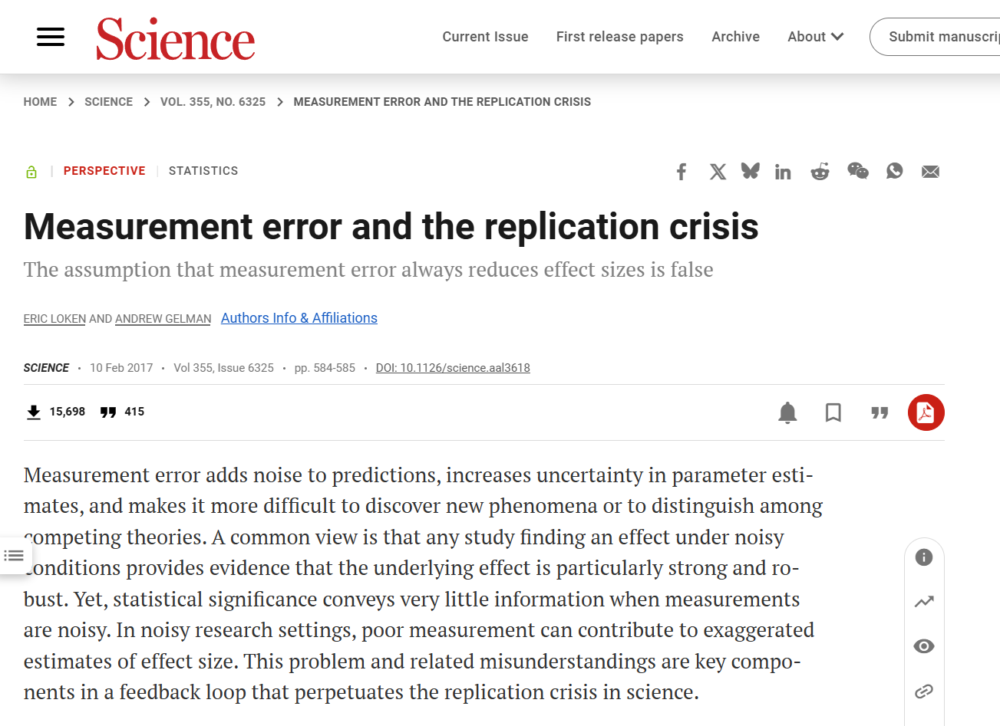 Science
Current Issue First release papers Archive About Submit manuscrip
HOME SCIENCE VOL. 355, NO. 6325 MEASUREMENT ERROR AND THE REPLICATION CRISIS
PERSPECTIVE STATISTICS
Measurement error and the replication crisis
The assumption that measurement error always reduces effect sizes is false
ERIC LOKEN AND ANDREW GELMAN Authors Info & Affiliations
SCIENCE • 10 Feb 2017 • Vol 355, Issue 6325 • pp. 584-585 • DOI: 10.1126/science.aal3618
15,698 415
Measurement error adds noise to predictions, increases uncertainty in parameter esti-
mates, and makes it more difficult to discover new phenomena or to distinguish among
competing theories. A common view is that any study finding an effect under noisy
conditions provides evidence that the underlying effect is particularly strong and ro-
bust. Yet, statistical significance conveys very little information when measurements
are noisy. In noisy research settings, poor measurement can contribute to exaggerated
estimates of effect size. This problem and related misunderstandings are key compo-
nents in a feedback loop that perpetuates the replication crisis in science.